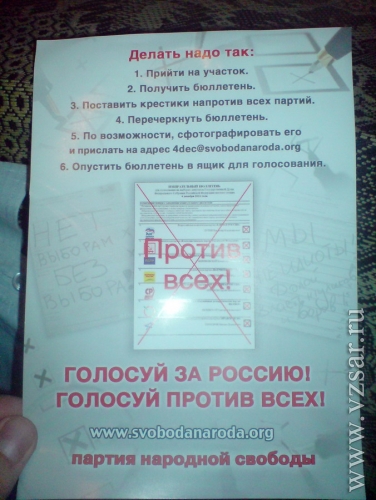 Делать надо так:
1. Прийти на участок.
2. Получить бюллетень.
3. Поставить крестики напротив всех партий.
4. Перечеркнуть бюллетень.
5. По возможности, сфотографировать его
и прислать на адрес 4dec@svobodanaroda.org
6. Опустить бюллетень в ящик для голосования.
НЕТ
ВЫБОРАМ
БЕЗ
ВЫБОРА
МЫ
Против
всех!
ГОЛОСУЙ ЗА РОССИЮ!
ГОЛОСУЙ ПРОТИВ ВСЕХ!
www.svobodanaroda.org
партия народной свободы
© www.vzsar.ru